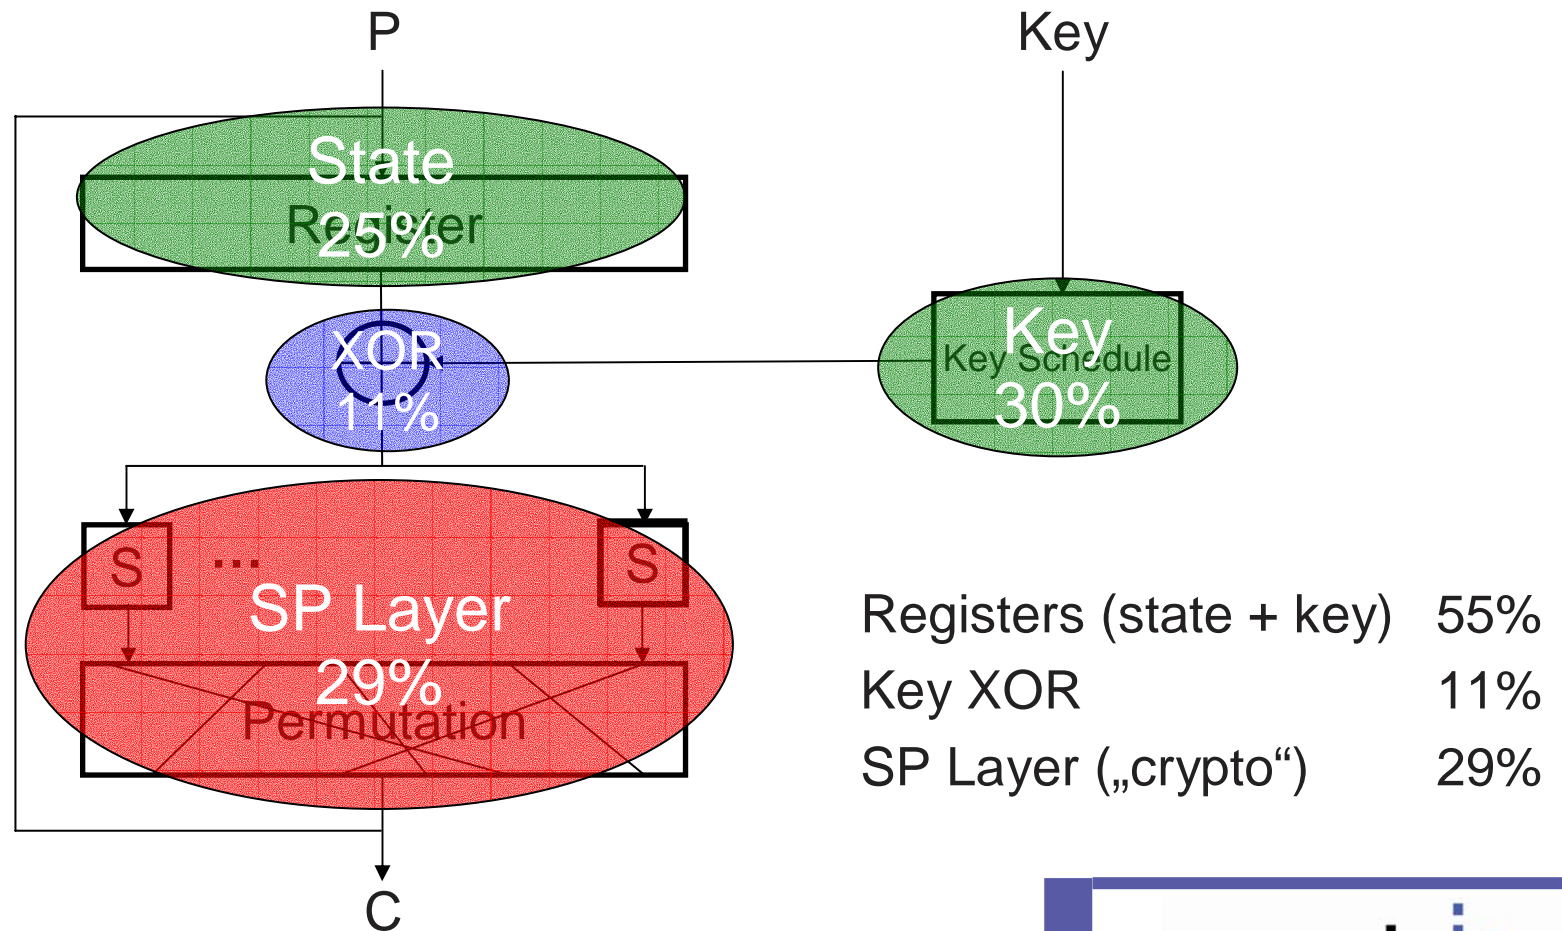 P
Key
State
Register
25%
XOR
11%
Key
Key Schedule
30%
S ... S
SP Layer
29%
Permutation
C
Registers (state + key) 55%
Key XOR 11%
SP Layer („crypto“) 29%